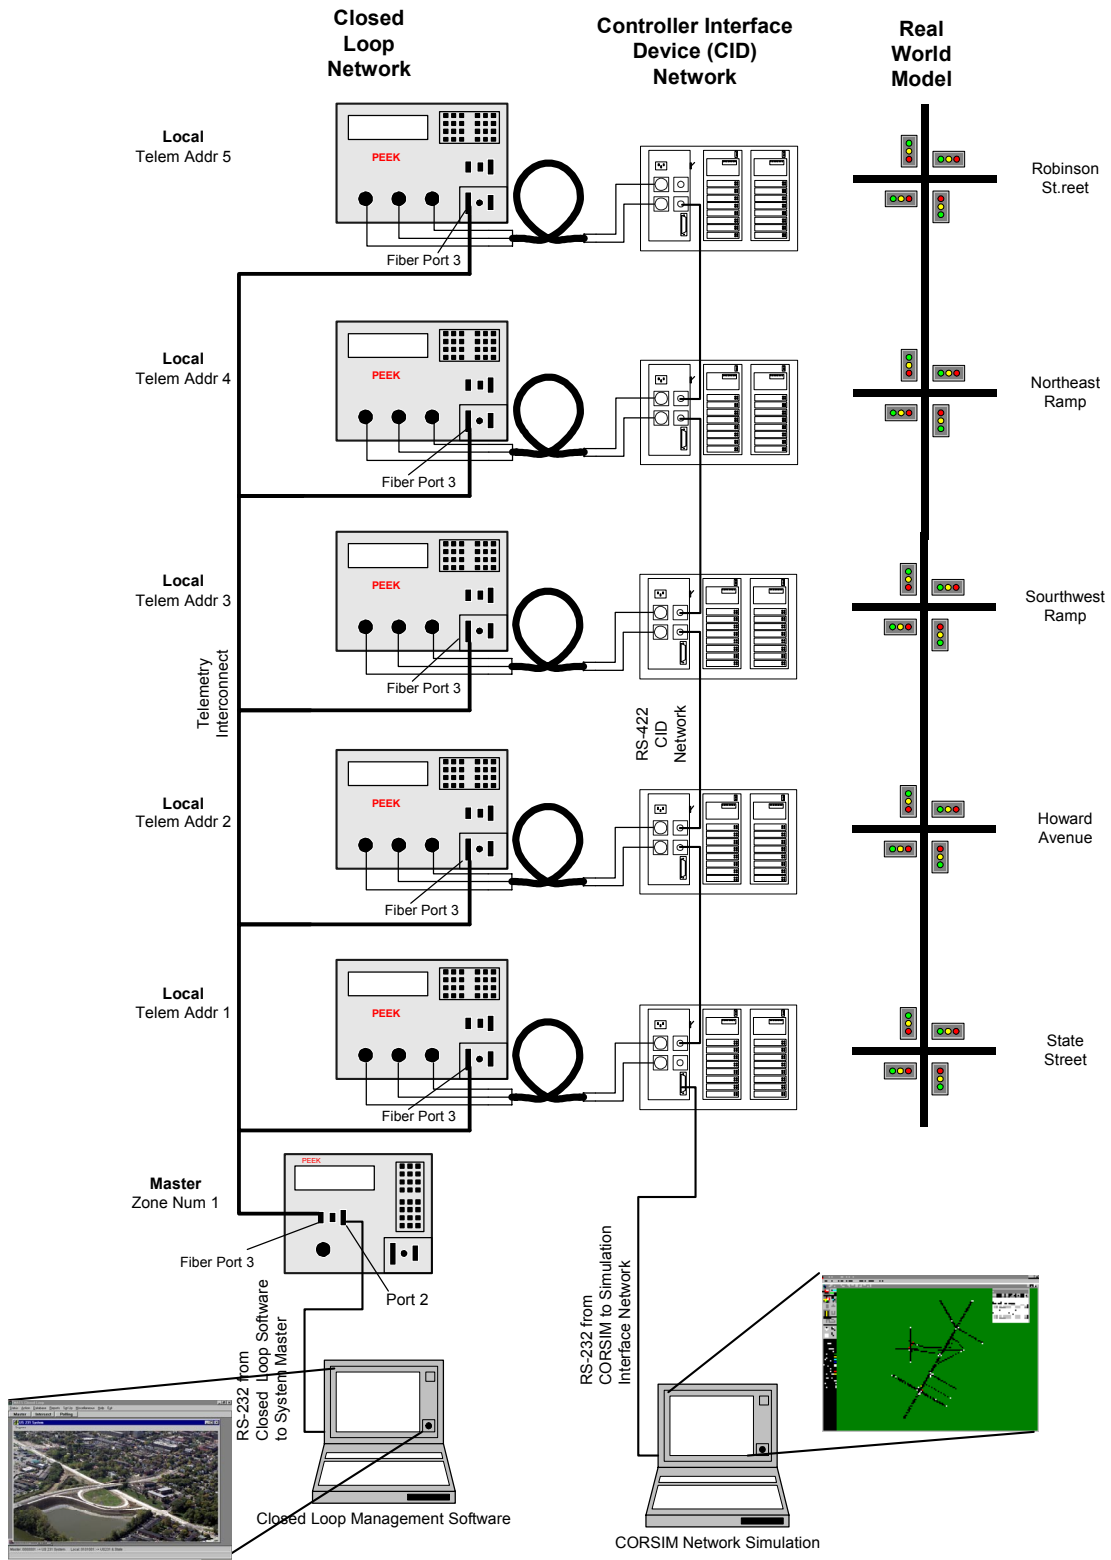 Closed
Loop
Network
Controller Interface
Device (CID)
Network
Real
World
Model
Local
Telem Addr 5
PEEK
Fiber Port 3
Robinson
St.reet
Local
Telem Addr 4
PEEK
Fiber Port 3
Northeast
Ramp
Local
Telem Addr 3
PEEK
Fiber Port 3
Sourthwest
Ramp
Telemetry
Interconnect
RS-422
CID
Network
Local
Telem Addr 2
PEEK
Fiber Port 3
Howard
Avenue
Local
Telem Addr 1
PEEK
Fiber Port 3
State
Street
Master
Zone Num 1
PEEK
Fiber Port 3
Port 2
RS-232 from
Closed Loop Software
to System Master
RS-232 from
CORSIM to Simulation
Interface Network
Master Intersect Polling
Closed Loop Management Software
CORSIM Network Simulation